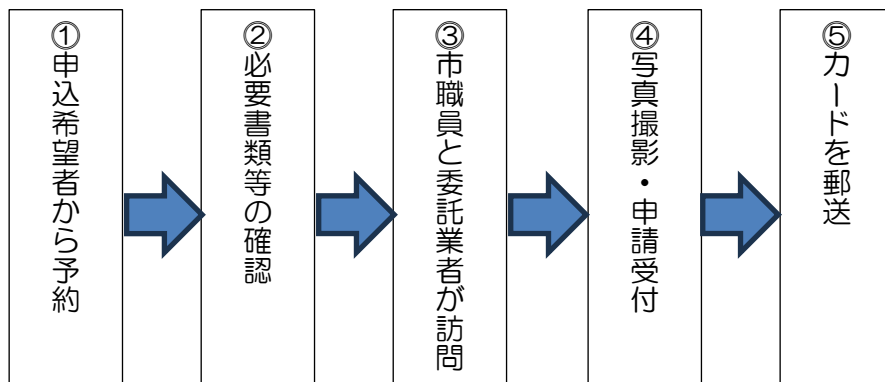 ①申込希望者から予約
②必要書類等の確認
③市職員と委託業者が訪問
④写真撮影・申請受付
⑤カードを郵送